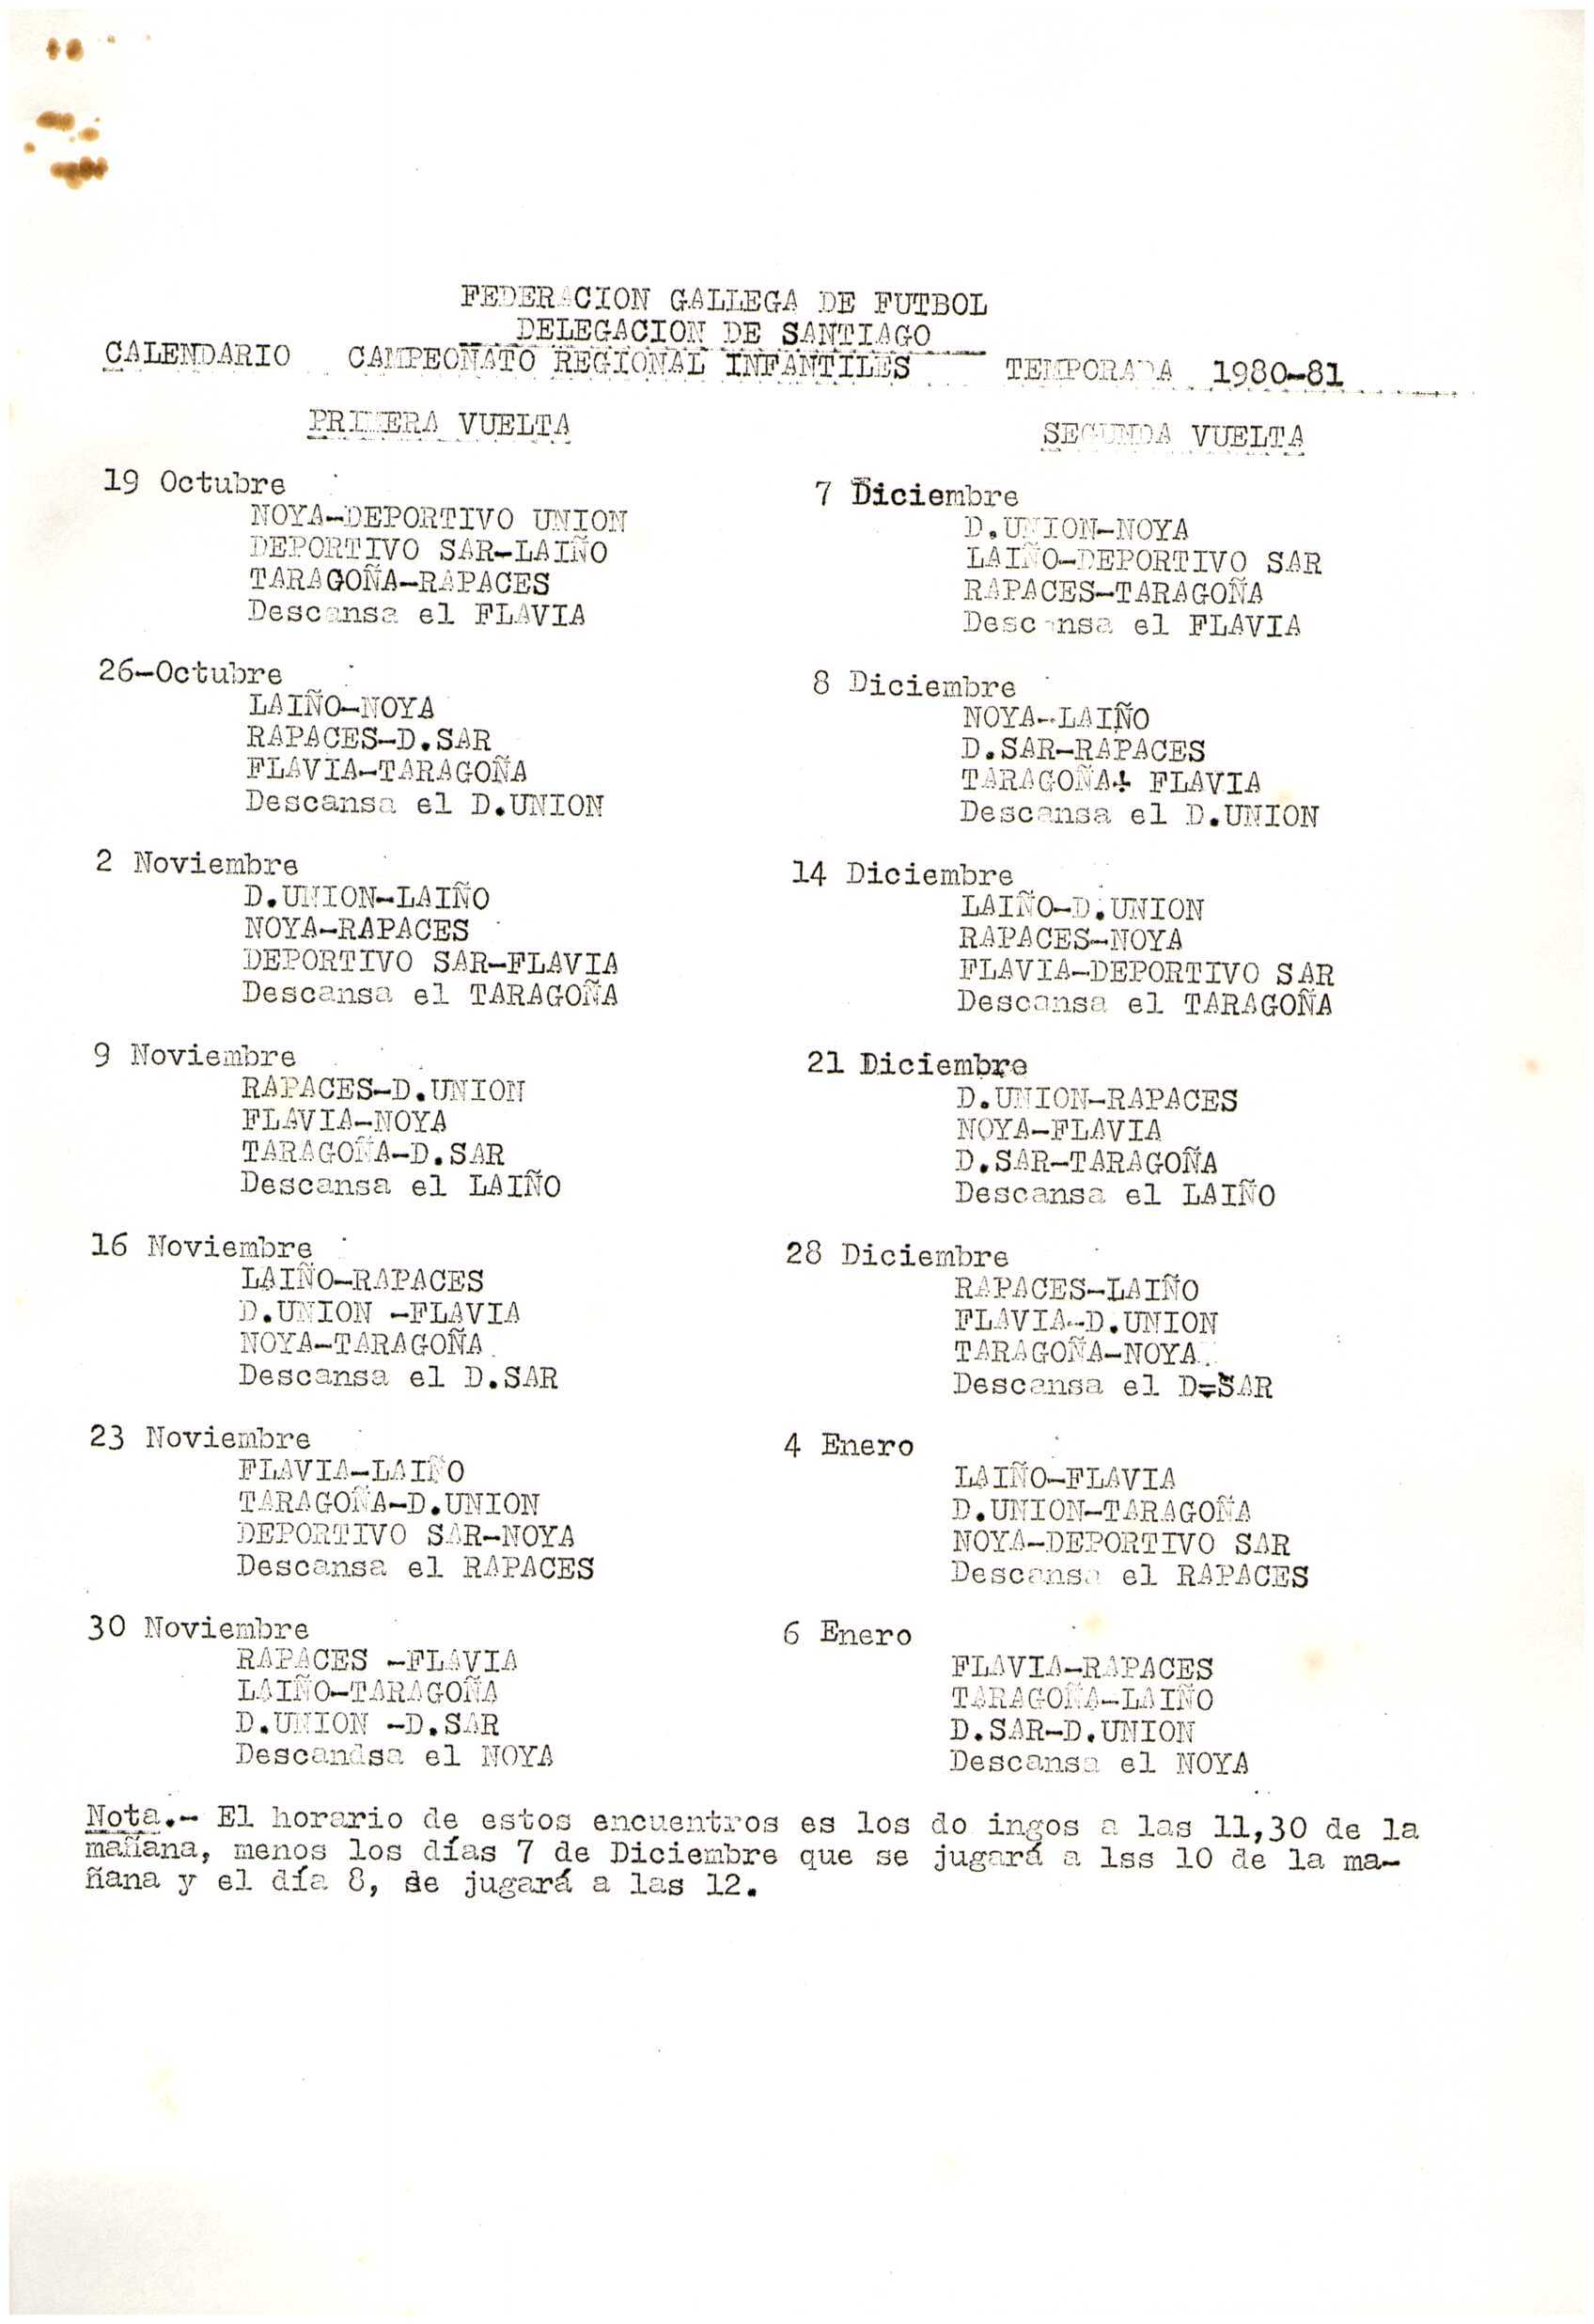 FEDERACION GALLEGA DE FUTBOL
DELEGACION DE SANTIAGO
CALENDARIO CAMPEONATO REGIONAL INFANTILES TEMPORADA 1980-81
PRIMERA VUELTA
19 Octubre
NOYA-DEPORTIVO UNION
DEPORTIVO SAR-LAIÑO
TARAGOÑA-RAPACES
Descansa el FLAVIA
26-Octubre
LAIÑO-NOYA
RAPACES-D.SAR
FLAVIA-TARAGOÑA
Descansa el D.UNION
2 Noviembre
D.UNION-LAIÑO
NOYA-RAPACES
DEPORTIVO SAR-FLAVIA
Descansa el TARAGOÑA
9 Noviembre
RAPACES-D.UNION
FLAVIA-NOYA
TARAGOÑA-D.SAR
Descansa el LAIÑO
16 Noviembre
LAIÑO-RAPACES
D.UNION -FLAVIA
NOYA-TARAGOÑA
Descansa el D.SAR
23 Noviembre
FLAVIA-LAIÑO
TARAGOÑA-D.UNION
DEPORTIVO SAR-NOYA
Descansa el RAPACES
30 Noviembre
RAPACES -FLAVIA
LAIÑO-TARAGOÑA
D.UNION -D.SAR
Descandsa el NOYA
SEGUNDA VUELTA
7 Diciembre
D.UNION-NOYA
LAIÑO-DEPORTIVO SAR
RAPACES-TARAGOÑA
Descansa el FLAVIA
8 Diciembre
NOYA-LAIÑO
D.SAR-RAPACES
TARAGOÑA- FLAVIA
Descansa el D.UNION
14 Diciembre
LAIÑO-D.UNION
RAPACES-NOYA
FLAVIA-DEPORTIVO SAR
Descansa el TARAGOÑA
21 Diciembre
D.UNION-RAPACES
NOYA-FLAVIA
D.SAR-TARAGOÑA
Descansa el LAIÑO
28 Diciembre
RAPACES-LAIÑO
FLAVIA-D.UNION
TARAGOÑA-NOYA
Descansa el D.SAR
4 Enero
LAIÑO-FLAVIA
D.UNION-TARAGOÑA
NOYA-DEPORTIVO SAR
Descansa el RAPACES
6 Enero
FLAVIA-RAPACES
TARAGOÑA-LAIÑO
D.SAR-D.UNION
Descansa el NOYA
Nota.- El horario de estos encuentros es los do ingos a las 11,30 de la
mañana, menos los días 7 de Diciembre que se jugará a lss 10 de la ma-
ñana y el día 8, se jugará a las 12.